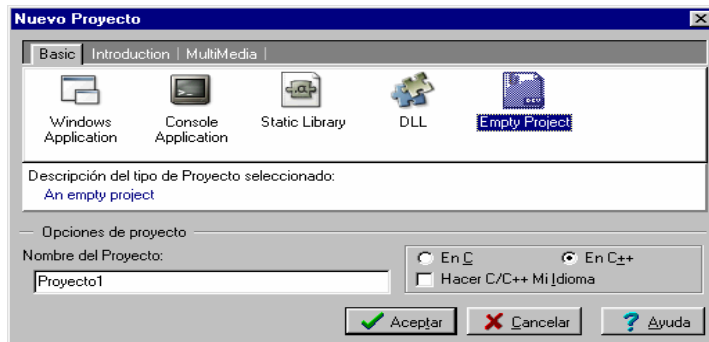 Nuevo Proyecto
Basic Introduction MultiMedia
Windows Application
Console Application
Static Library
DLL
Empty Project
Descripción del tipo de Proyecto seleccionado:
An empty project
Opciones de proyecto
Nombre del Proyecto:
Proyecto1
En C En C++
Hacer C/C++ Mi Idioma
Aceptar Cancelar Ayuda